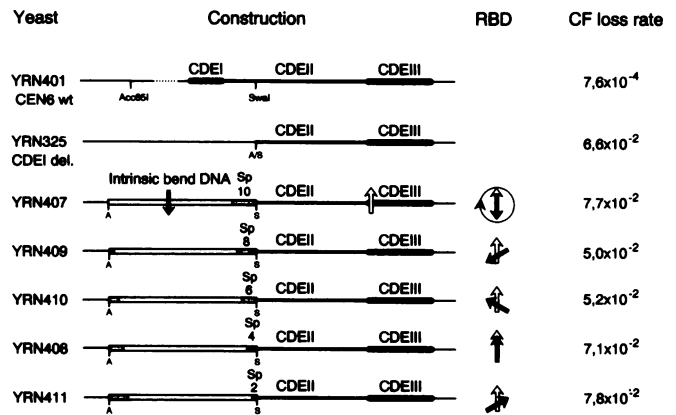 Yeast Construction RBD CF loss rate
CDEI CDEII CDEIII
YRN401 7,6x10-4
CEN6 wt Acc65I SwaI
YRN325 CDEII CDEIII 6,6x10-2
CDEI del. A/S
Intrinsic bend DNA Sp
10 CDEII CDEIII
YRN407 7,7x10-2
A S
Sp
8 CDEII CDEIII
YRN409 5,0x10-2
A S
Sp
6 CDEII CDEIII
YRN410 5,2x10-2
A S
Sp
4 CDEII CDEIII
YRN408 7,1x10-2
A S
Sp
2 CDEII CDEIII
YRN411 7,8x10-2
A S